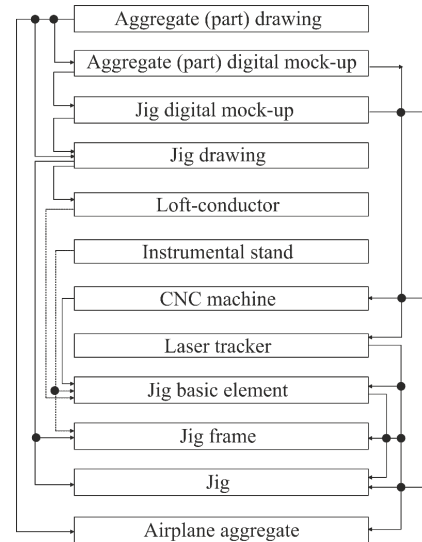 Aggregate (part) drawing
Aggregate (part) digital mock-up
Jig digital mock-up
Jig drawing
Loft-conductor
Instrumental stand
CNC machine
Laser tracker
Jig basic element
Jig frame
Jig
Airplane aggregate